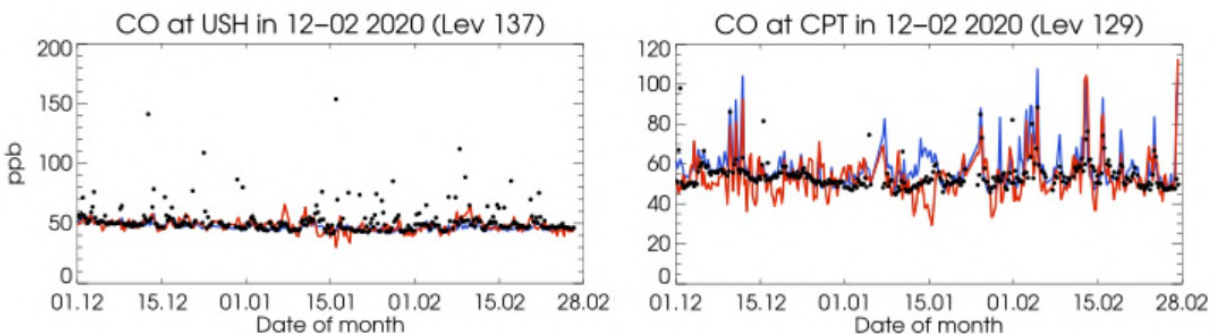 CO at USH in 12–02 2020 (Lev 137)
200
150
100
50
0
ppb
01.12 15.12 01.01 15.01 01.02 15.02 28.02
Date of month
CO at CPT in 12–02 2020 (Lev 129)
120
100
80
60
40
20
0
01.12 15.12 01.01 15.01 01.02 15.02 28.02
Date of month